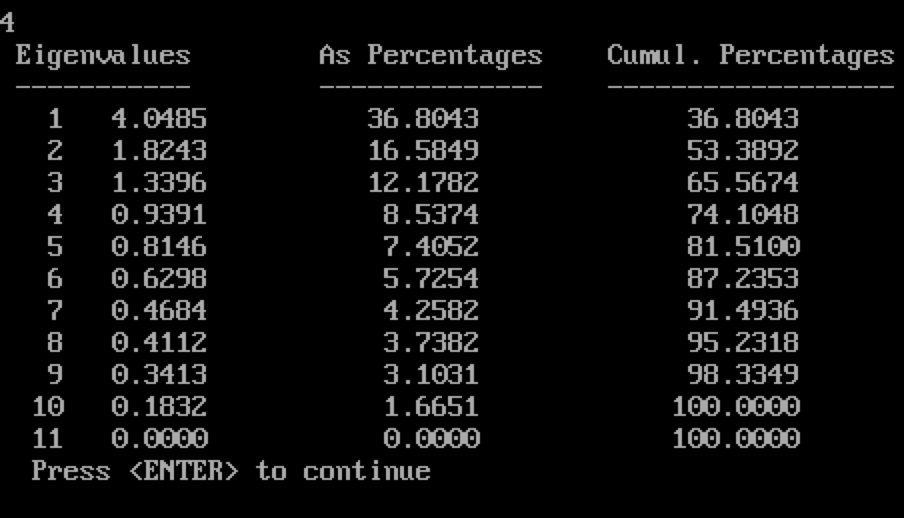 4
Eigenvalues As Percentages Cumul. Percentages
----------- -------------- ------------------
1 4.0485 36.8043 36.8043
2 1.8243 16.5849 53.3892
3 1.3396 12.1782 65.5674
4 0.9391 8.5374 74.1048
5 0.8146 7.4052 81.5100
6 0.6298 5.7254 87.2353
7 0.4684 4.2582 91.4936
8 0.4112 3.7382 95.2318
9 0.3413 3.1031 98.3349
10 0.1832 1.6651 100.0000
11 0.0000 0.0000 100.0000
Press <ENTER> to continue